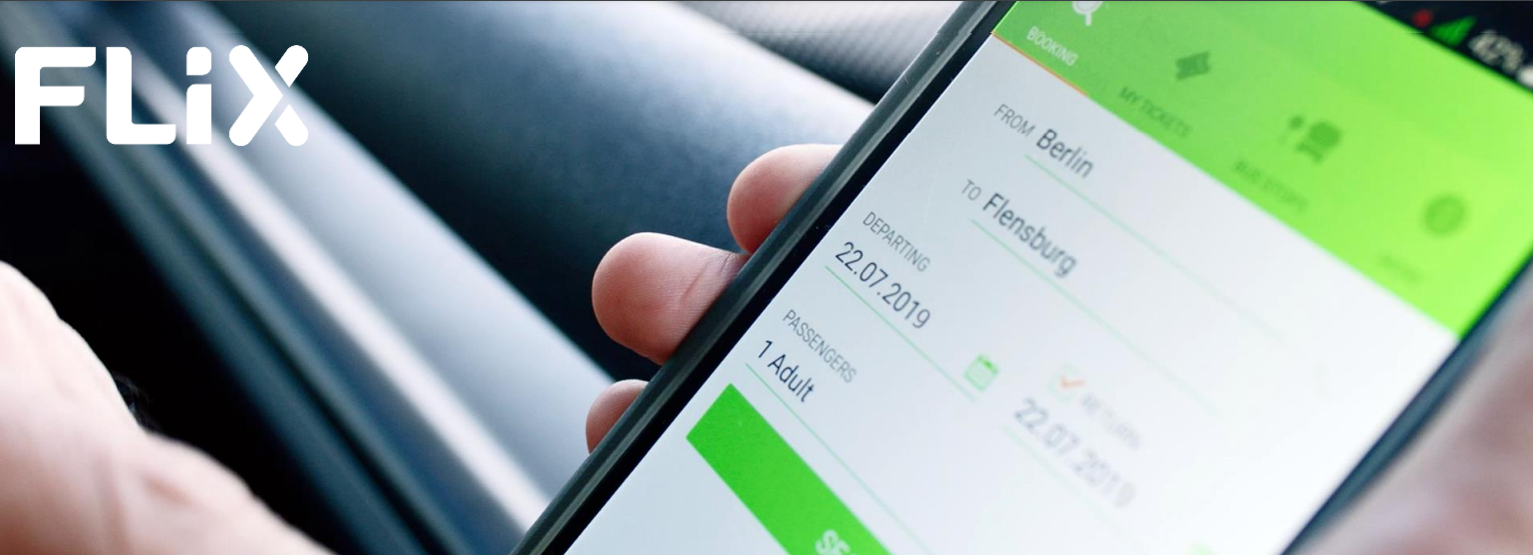 FLiX
BOOKING
MY TICKETS
BUS STOPS
FROM Berlin
TO Flensburg
DEPARTING
22.07.2019
RETURN
22.07.2019
PASSENGERS
1 Adult